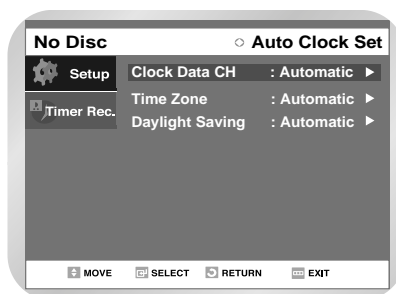 No Disc Auto Clock Set
Setup Clock Data CH : Automatic ►
Time Zone : Automatic ►
Timer Rec. Daylight Saving : Automatic ►
MOVE SELECT RETURN EXIT